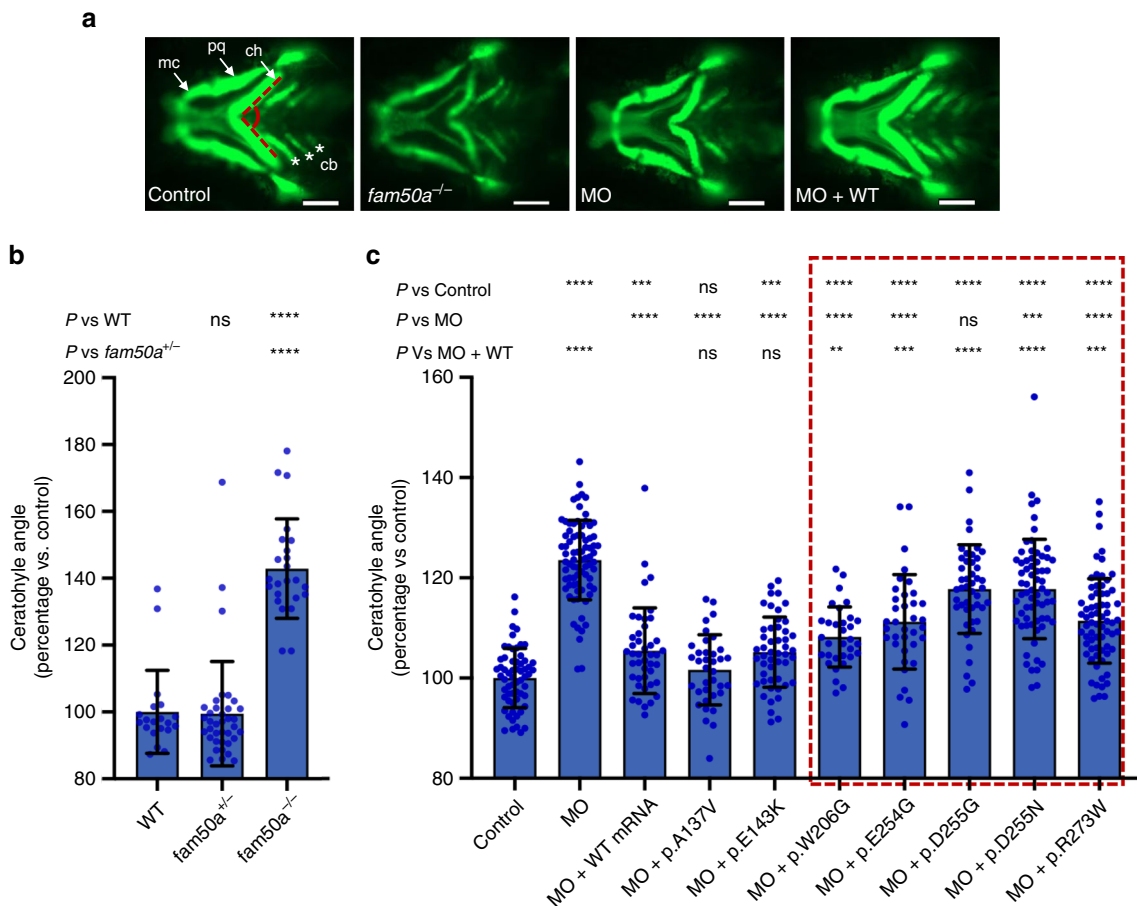 a
mc
pq
ch
* * *
cb
Control
fam50a–/–
MO
MO + WT
b
P vs WT ns ****
P vs fam50a+/– ****
Ceratohyle angle
(percentage vs. control)
200
180
160
140
120
100
80
WT
fam50a+/–
fam50a–/–
c
P vs Control **** *** ns *** **** **** **** **** ****
P vs MO **** **** **** **** **** ns *** ****
P Vs MO + WT **** ns ns ** *** **** **** ***
Ceratohyle angle
(percentage vs control)
160
140
120
100
80
Control
MO
MO + WT mRNA
MO + p.A137V
MO + p.E143K
MO + p.W206G
MO + p.E254G
MO + p.D255G
MO + p.D255N
MO + p.R273W